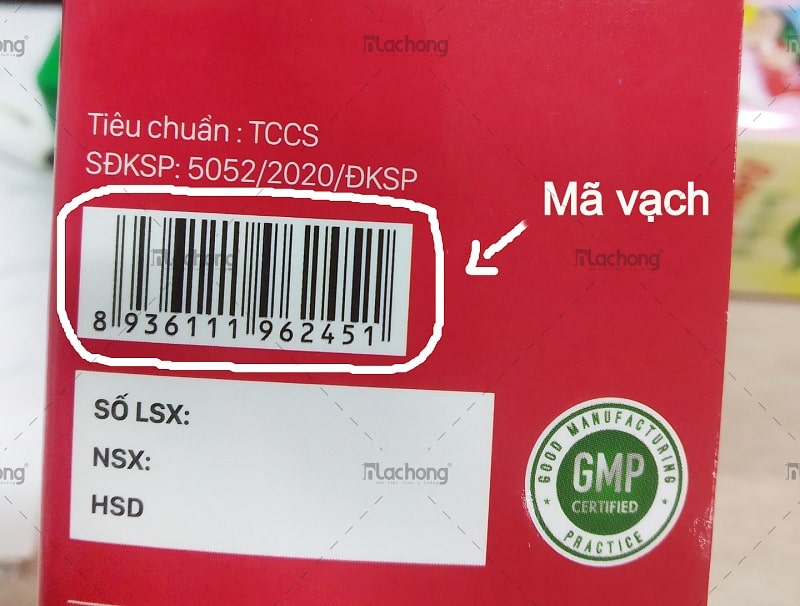 lachong
lachong
Tiêu chuẩn : TCCS
SĐKSP: 5052/2020/ĐKSP
Mã vạch
lachong
lachong
8 936111 962451
SỐ LSX:
NSX:
HSD
lachong
GOOD MANUFACTURING
GMP
CERTIFIED
PRACTICE